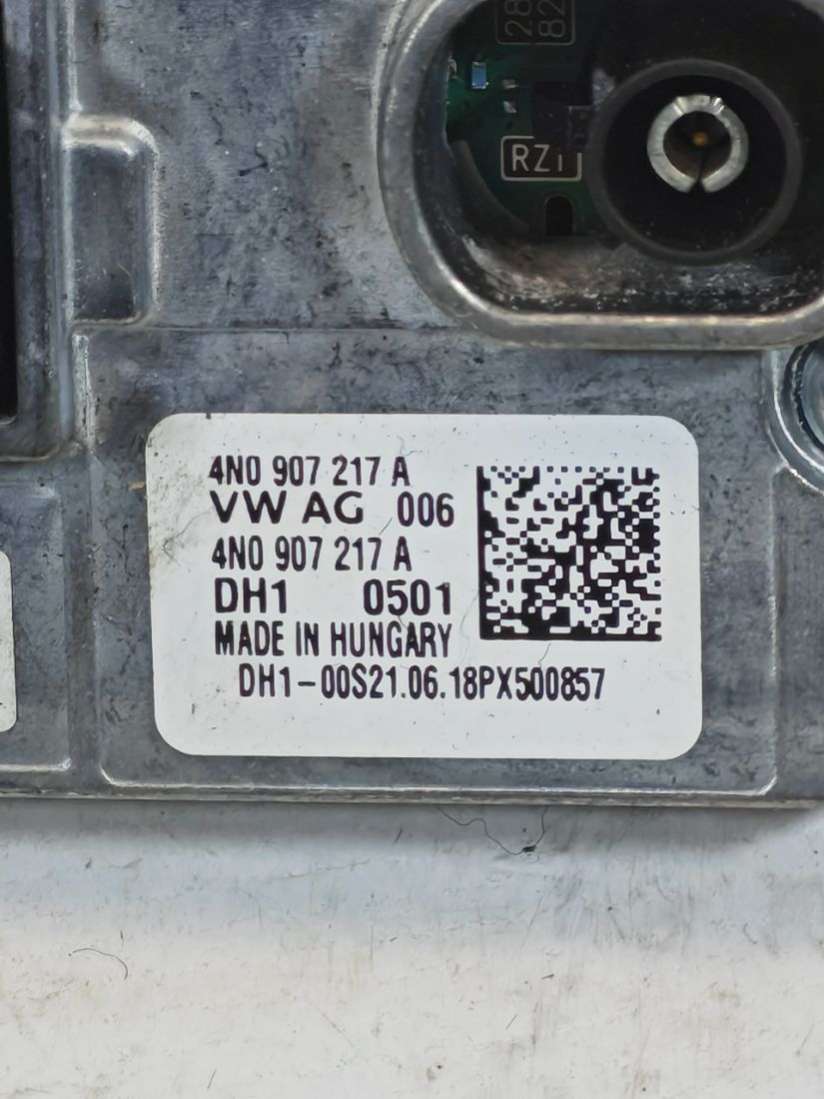 28
82
RZ1
4N0 907 217 A
VW AG 006
4N0 907 217 A
DH1 0501
MADE IN HUNGARY
DH1-00S21.06.18PX500857